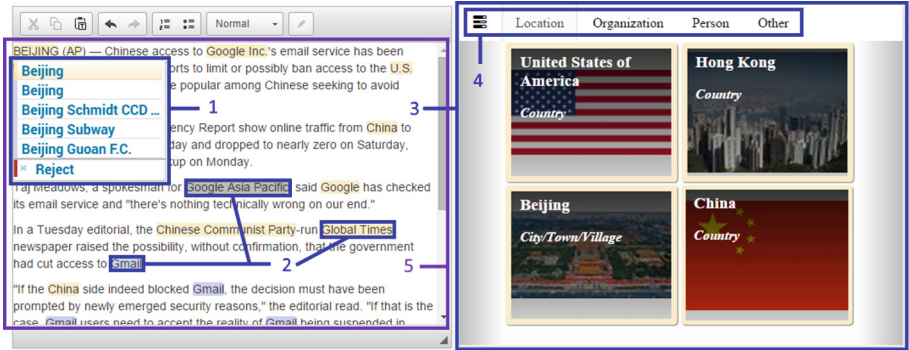 Normal
BEIJING (AP) — Chinese access to Google Inc.'s email service has been
Beijing
orts to limit or possibly ban access to the U.S.
Beijing
e popular among Chinese seeking to avoid
Beijing Schmidt CCD ...
1
Beijing Subway
ency Report show online traffic from China to
Beijing Guoan F.C.
day and dropped to nearly zero on Saturday,
× Reject
kup on Monday.
Taj Meadows, a spokesman for Google Asia Pacific, said Google has checked
its email service and "there's nothing technically wrong on our end."
In a Tuesday editorial, the Chinese Communist Party-run Global Times
newspaper raised the possibility, without confirmation, that the government
had cut access to Gmail
2
5
"If the China side indeed blocked Gmail, the decision must have been
prompted by newly emerged security reasons," the editorial read. "If that is the
case, Gmail users need to accept the reality of Gmail being suspended in
3
4
Location Organization Person Other
United States of
America
Country
Hong Kong
Country
Beijing
City/Town/Village
China
Country